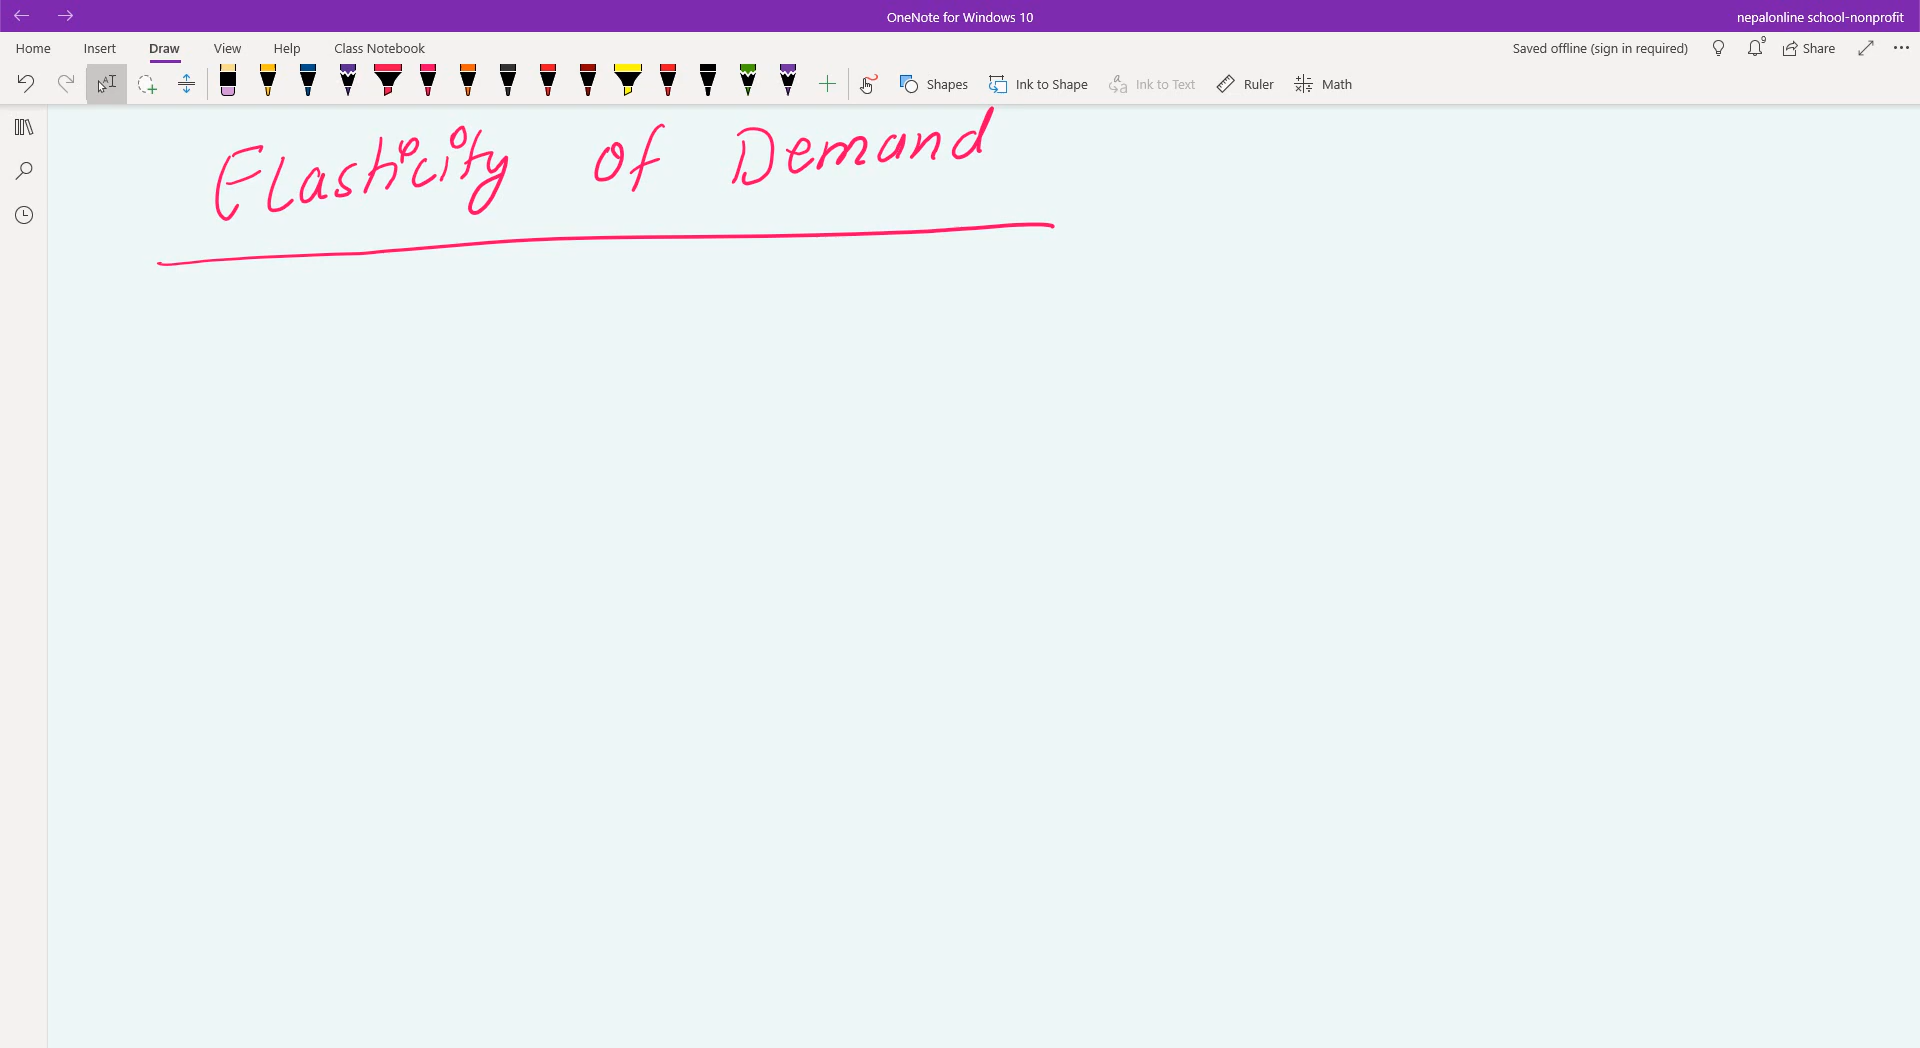 OneNote for Windows 10
nepalonline school-nonprofit
Home Insert Draw View Help Class Notebook
Saved offline (sign in required) 9 Share
Shapes Ink to Shape Ink to Text Ruler Math
Elasticity of Demand